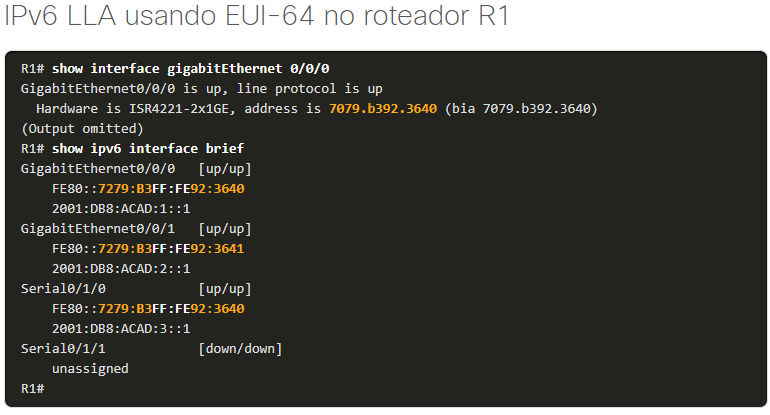 IPv6 LLA usando EUI-64 no roteador R1
R1# show interface gigabitEthernet 0/0/0
GigabitEthernet0/0/0 is up, line protocol is up
Hardware is ISR4221-2x1GE, address is 7079.b392.3640 (bia 7079.b392.3640)
(Output omitted)
R1# show ipv6 interface brief
GigabitEthernet0/0/0 [up/up]
FE80::7279:B3FF:FE92:3640
2001:DB8:ACAD:1::1
GigabitEthernet0/0/1 [up/up]
FE80::7279:B3FF:FE92:3641
2001:DB8:ACAD:2::1
Serial0/1/0 [up/up]
FE80::7279:B3FF:FE92:3640
2001:DB8:ACAD:3::1
Serial0/1/1 [down/down]
unassigned
R1#